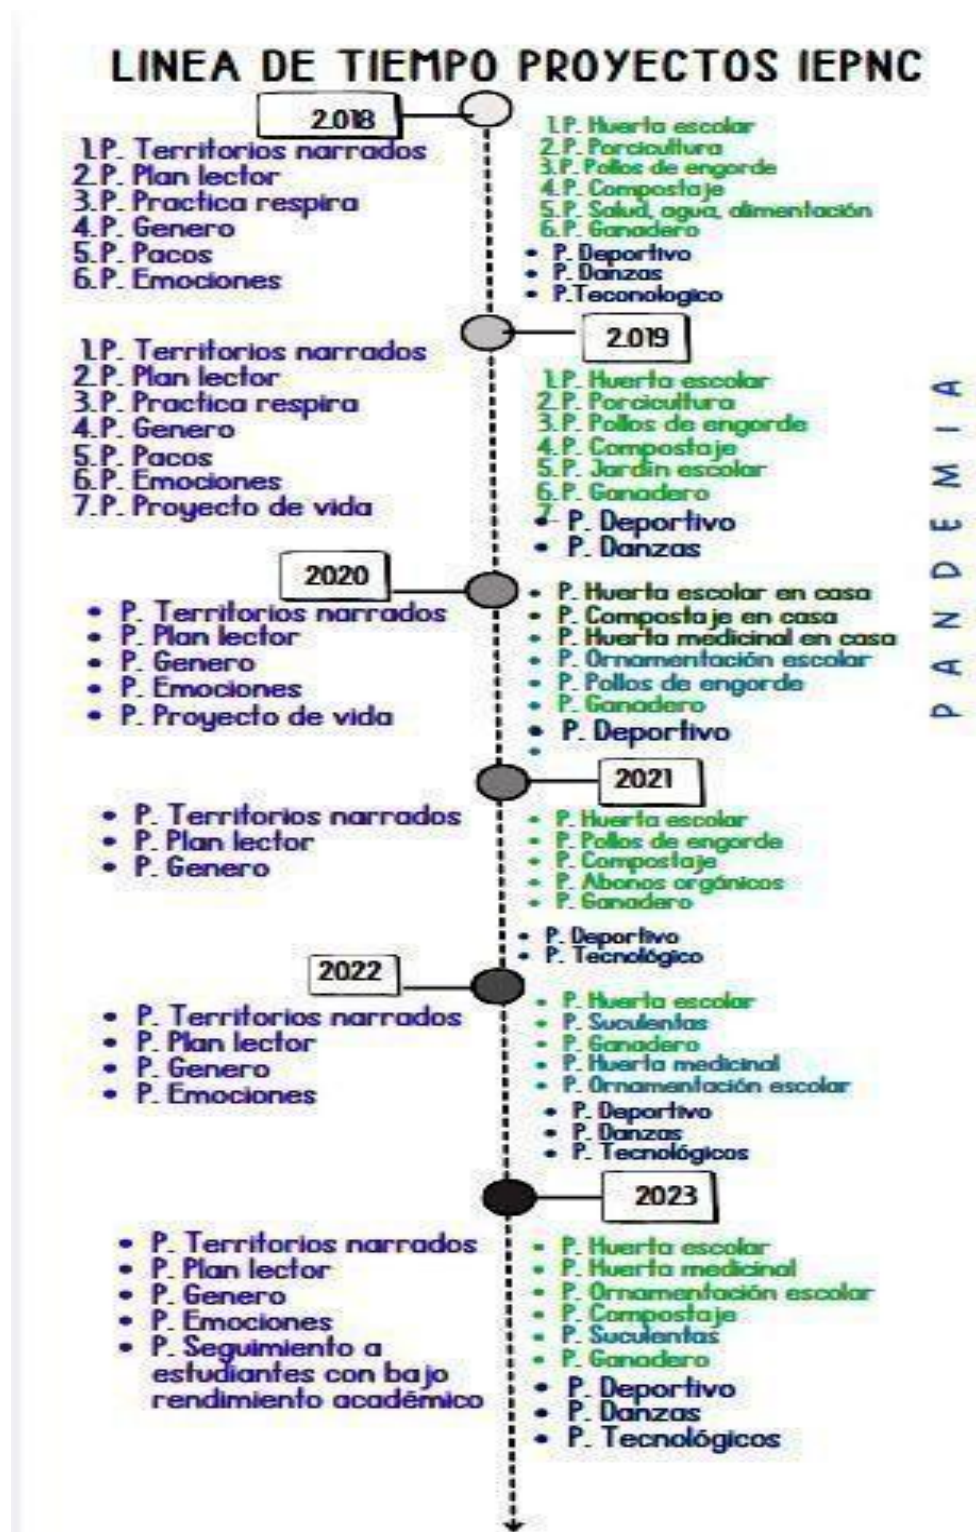 LINEA DE TIEMPO PROYECTOS IEPNC
2.018
1.P. Territorios narrados
2.P. Plan lector
3.P. Practica respira
4.P. Genero
5.P. Pacos
6.P. Emociones
1.P. Huerta escolar
2.P. Porcicultura
3.P. Pollos de engorde
4.P. Compostaje
5.P. Salud, agua, alimentación
6.P. Ganadero
• P. Deportivo
• P. Danzas
• P.Teconologico
2.019
1.P. Territorios narrados
2.P. Plan lector
3.P. Practica respira
4.P. Genero
5.P. Pacos
6.P. Emociones
7.P. Proyecto de vida
1.P. Huerta escolar
2.P. Porcicultura
3.P. Pollos de engorde
4.P. Compostaje
5.P. Jardin escolar
6.P. Ganadero
7.
• P. Deportivo
• P. Danzas
PANDEMIA
2020
• P. Territorios narrados
• P. Plan lector
• P. Genero
• P. Emociones
• P. Proyecto de vida
• P. Huerta escolar en casa
• P. Compostaje en casa
• P. Huerta medicinal en casa
• P. Ornamentación escolar
• P. Pollos de engorde
• P. Ganadero
• P. Deportivo
•
2021
• P. Territorios narrados
• P. Plan lector
• P. Genero
• P. Huerta escolar
• P. Pollos de engorde
• P. Compostaje
• P. Abonos orgánicos
• P. Ganadero
• P. Deportivo
• P. Tecnológico
2022
• P. Territorios narrados
• P. Plan lector
• P. Genero
• P. Emociones
• P. Huerta escolar
• P. Suculentas
• P. Ganadero
• P. Huerta medicinal
• P. Ornamentación escolar
• P. Deportivo
• P. Danzas
• P. Tecnológicos
2023
• P. Territorios narrados
• P. Plan lector
• P. Genero
• P. Emociones
• P. Seguimiento a
estudiantes con bajo
rendimiento académico
• P. Huerta escolar
• P. Huerta medicinal
• P. Ornamentación escolar
• P. Compostaje
• P. Suculentas
• P. Ganadero
• P. Deportivo
• P. Danzas
• P. Tecnológicos